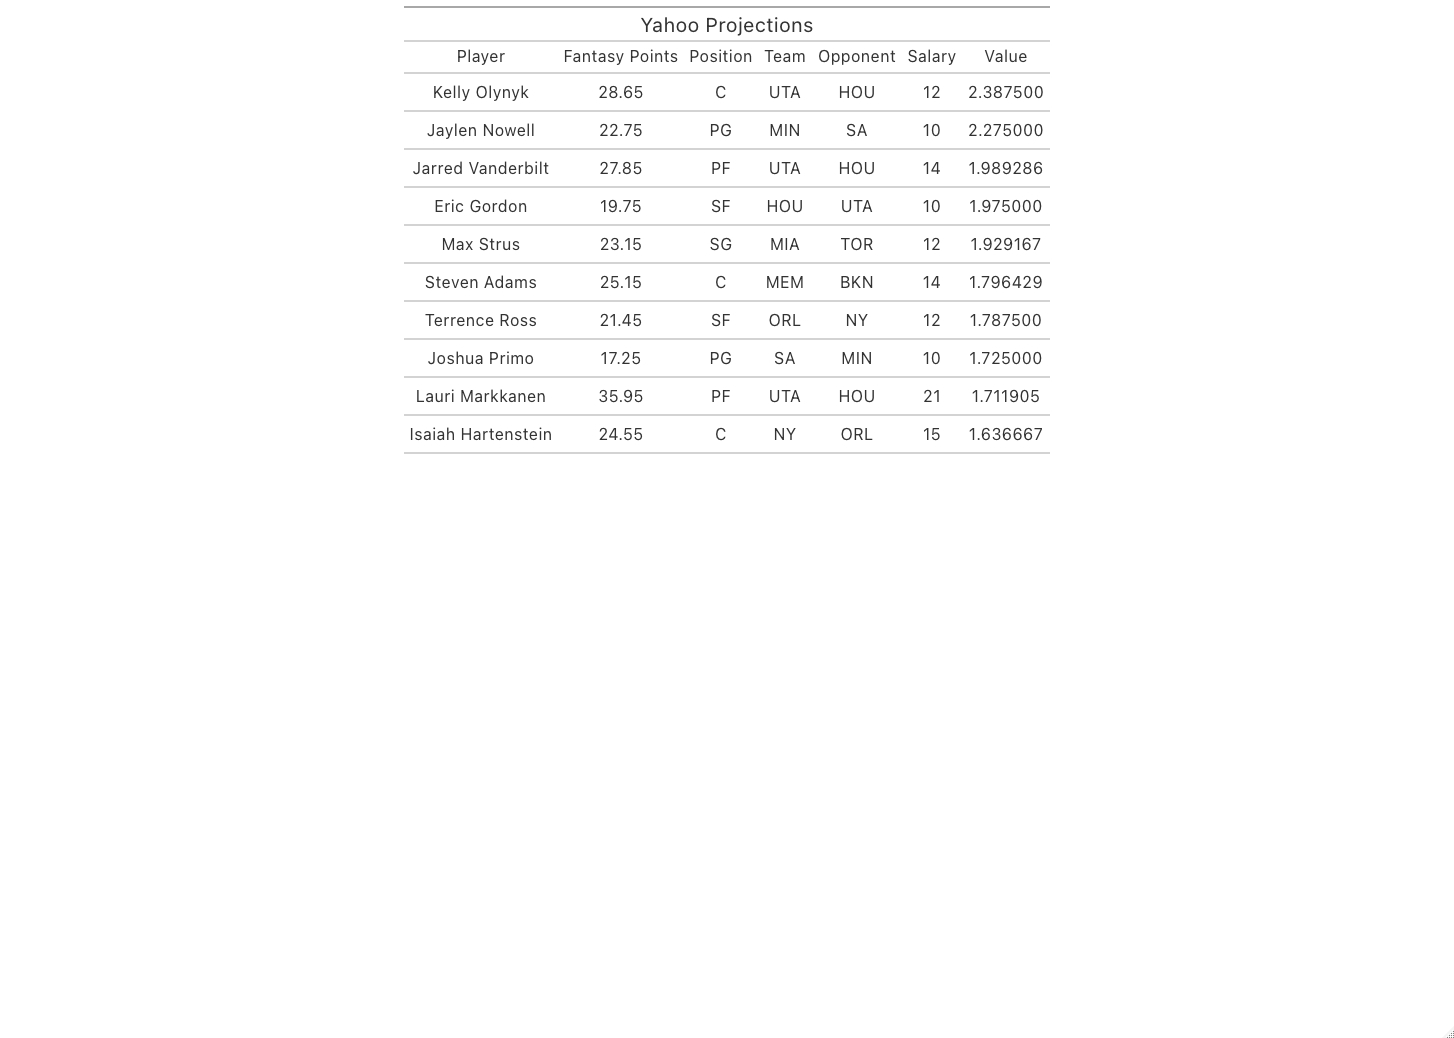 Yahoo Projections
Player Fantasy Points Position Team Opponent Salary Value
Kelly Olynyk 28.65 C UTA HOU 12 2.387500
Jaylen Nowell 22.75 PG MIN SA 10 2.275000
Jarred Vanderbilt 27.85 PF UTA HOU 14 1.989286
Eric Gordon 19.75 SF HOU UTA 10 1.975000
Max Strus 23.15 SG MIA TOR 12 1.929167
Steven Adams 25.15 C MEM BKN 14 1.796429
Terrence Ross 21.45 SF ORL NY 12 1.787500
Joshua Primo 17.25 PG SA MIN 10 1.725000
Lauri Markkanen 35.95 PF UTA HOU 21 1.711905
Isaiah Hartenstein 24.55 C NY ORL 15 1.636667